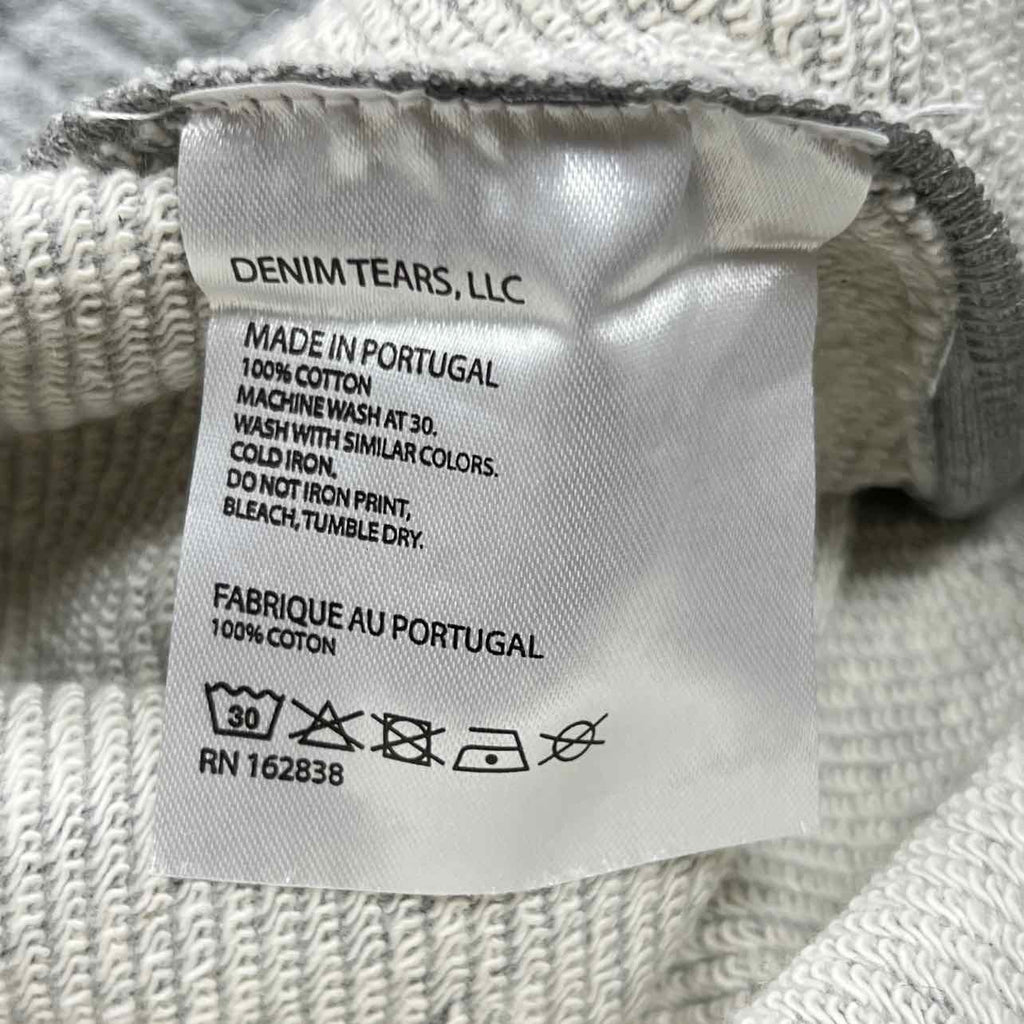 DENIM TEARS, LLC
MADE IN PORTUGAL
100% COTTON
MACHINE WASH AT 30.
WASH WITH SIMILAR COLORS.
COLD IRON.
DO NOT IRON PRINT,
BLEACH, TUMBLE DRY.
FABRIQUE AU PORTUGAL
100% COTON
30
RN 162838